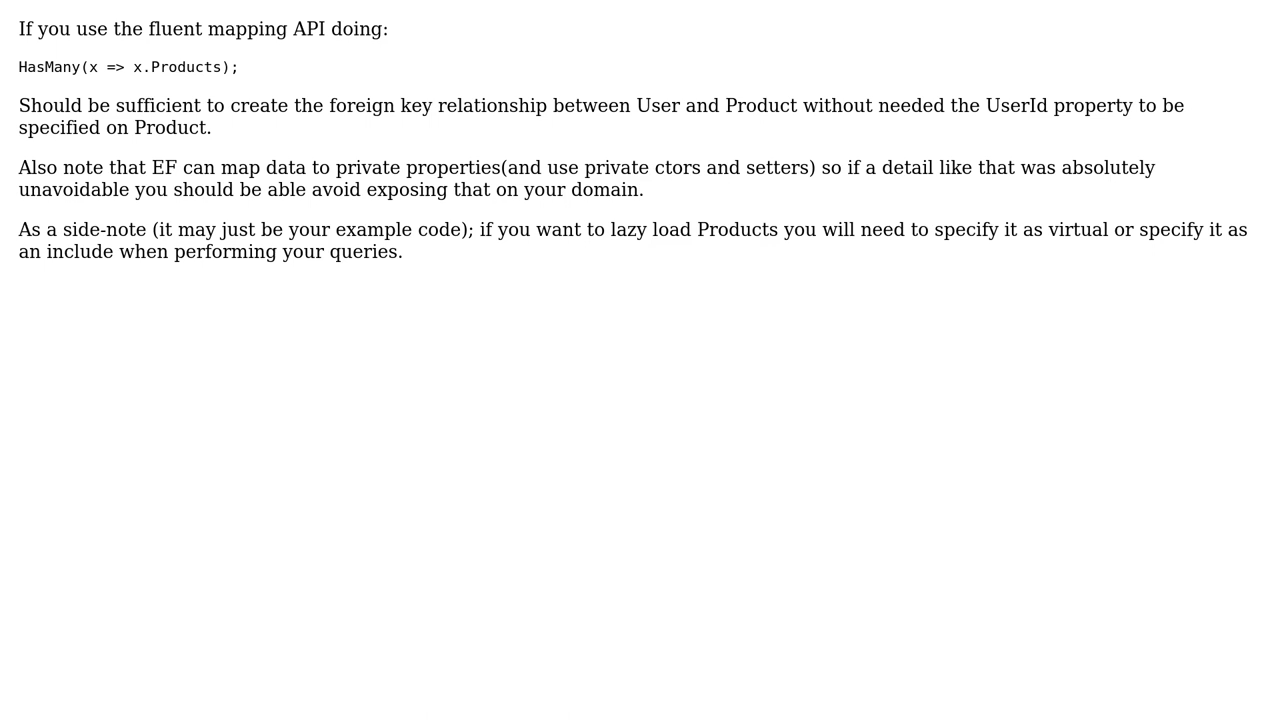 If you use the fluent mapping API doing:
HasMany(x => x.Products);
Should be sufficient to create the foreign key relationship between User and Product without needed the UserId property to be
specified on Product.
Also note that EF can map data to private properties(and use private ctors and setters) so if a detail like that was absolutely
unavoidable you should be able avoid exposing that on your domain.
As a side-note (it may just be your example code); if you want to lazy load Products you will need to specify it as virtual or specify it as
an include when performing your queries.